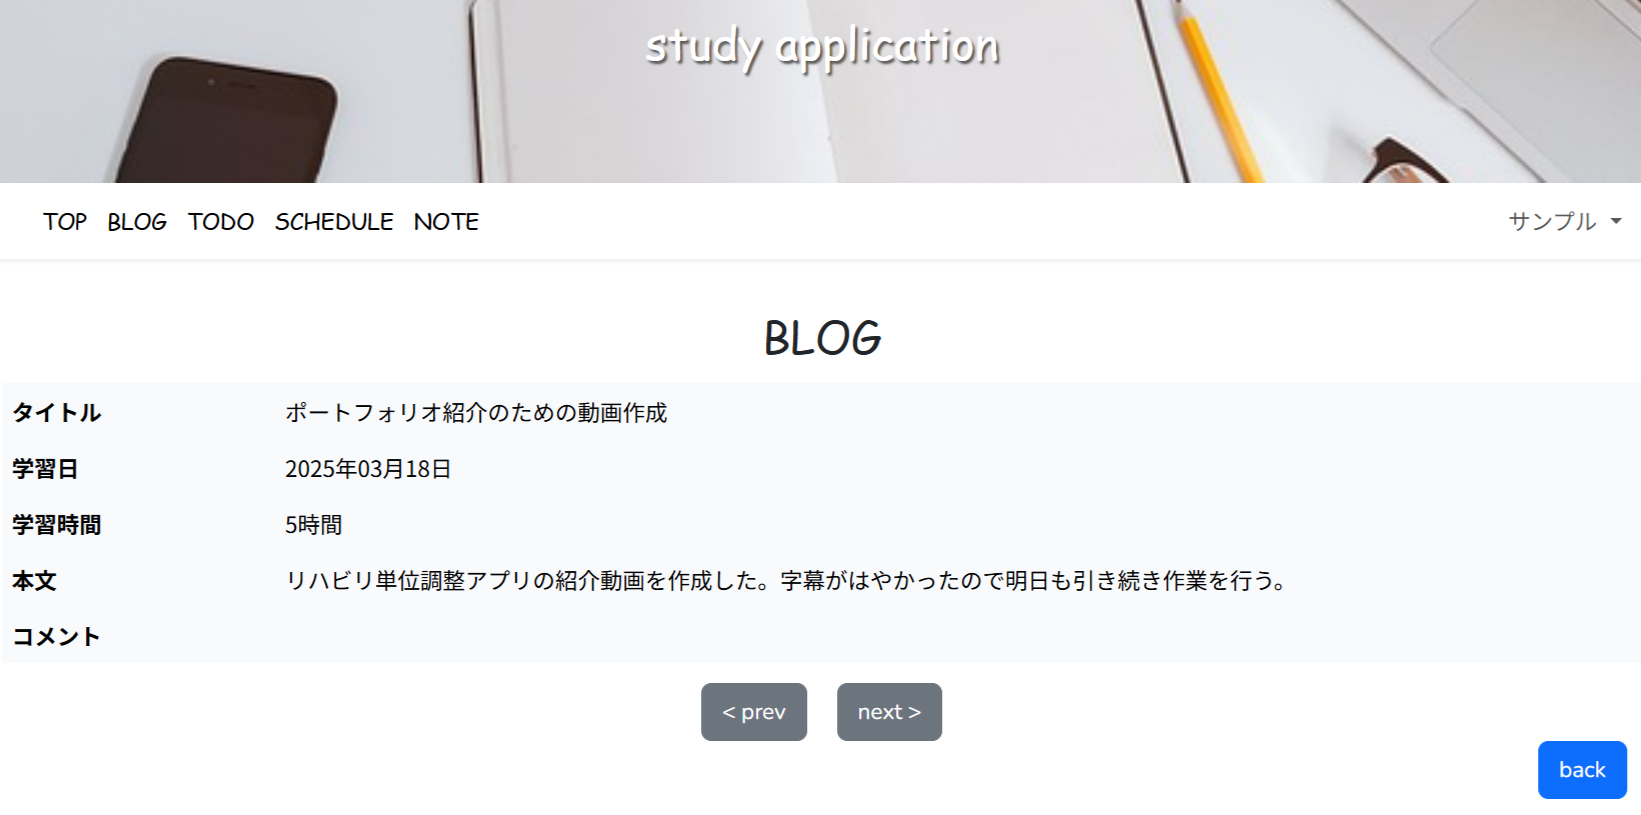 study application
TOP BLOG TODO SCHEDULE NOTE サンプル
BLOG
タイトル ポートフォリオ紹介のための動画作成
学習日 2025年03月18日
学習時間 5時間
本文 リハビリ単位調整アプリの紹介動画を作成した。字幕がはやかったので明日も引き続き作業を行う。
コメント
< prev next >
back